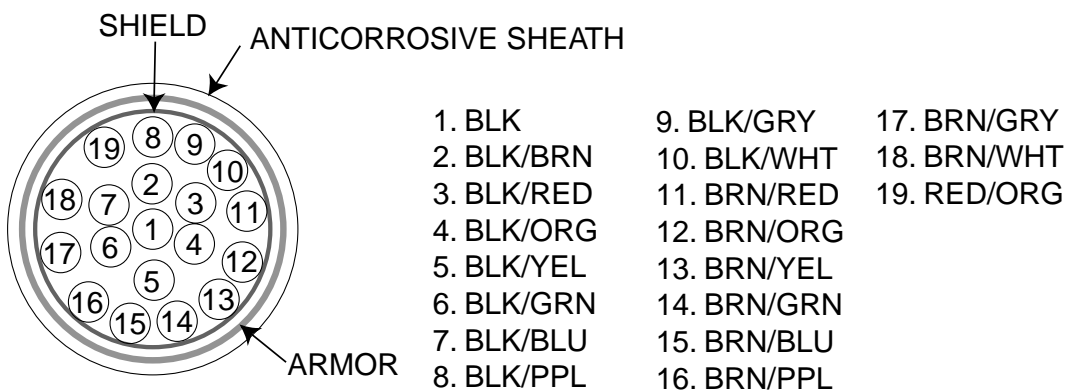 SHIELD
ANTICORROSIVE SHEATH
8
19
9
10
2
18
7
3
11
1
6
4
17
12
5
16
13
15
14
ARMOR
1. BLK
2. BLK/BRN
3. BLK/RED
4. BLK/ORG
5. BLK/YEL
6. BLK/GRN
7. BLK/BLU
8. BLK/PPL
9. BLK/GRY
10. BLK/WHT
11. BRN/RED
12. BRN/ORG
13. BRN/YEL
14. BRN/GRN
15. BRN/BLU
16. BRN/PPL
17. BRN/GRY
18. BRN/WHT
19. RED/ORG